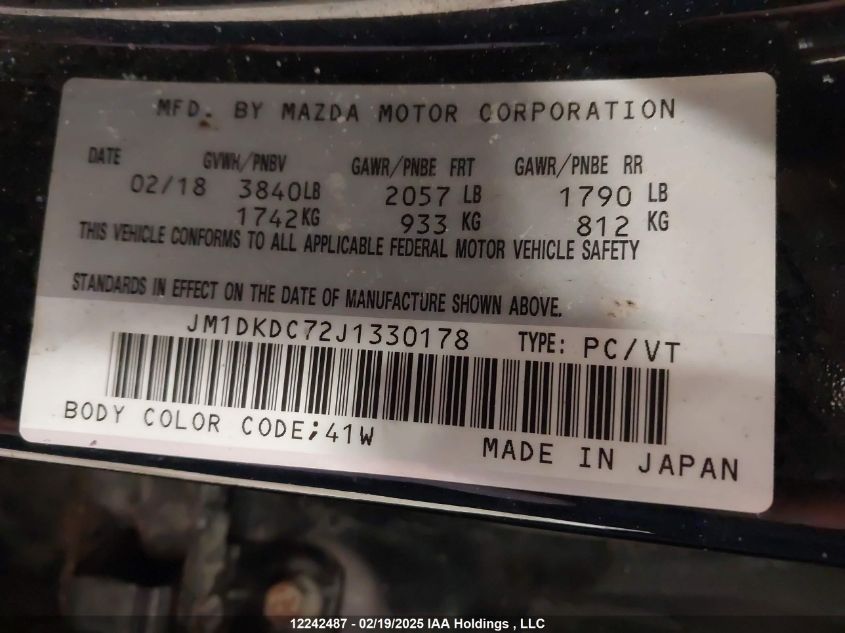 MFD. BY MAZDA MOTOR CORPORATION
DATE GVWR/PNBV GAWR/PNBE FRT GAWR/PNBE RR
02/18 3840LB 2057 LB 1790 LB
1742KG 933 KG 812 KG
THIS VEHICLE CONFORMS TO ALL APPLICABLE FEDERAL MOTOR VEHICLE SAFETY
STANDARDS IN EFFECT ON THE DATE OF MANUFACTURE SHOWN ABOVE.
JM1DKDC72J1330178 TYPE: PC/VT
BODY COLOR CODE;41W MADE IN JAPAN
12242487 - 02/19/2025 IAA Holdings , LLC